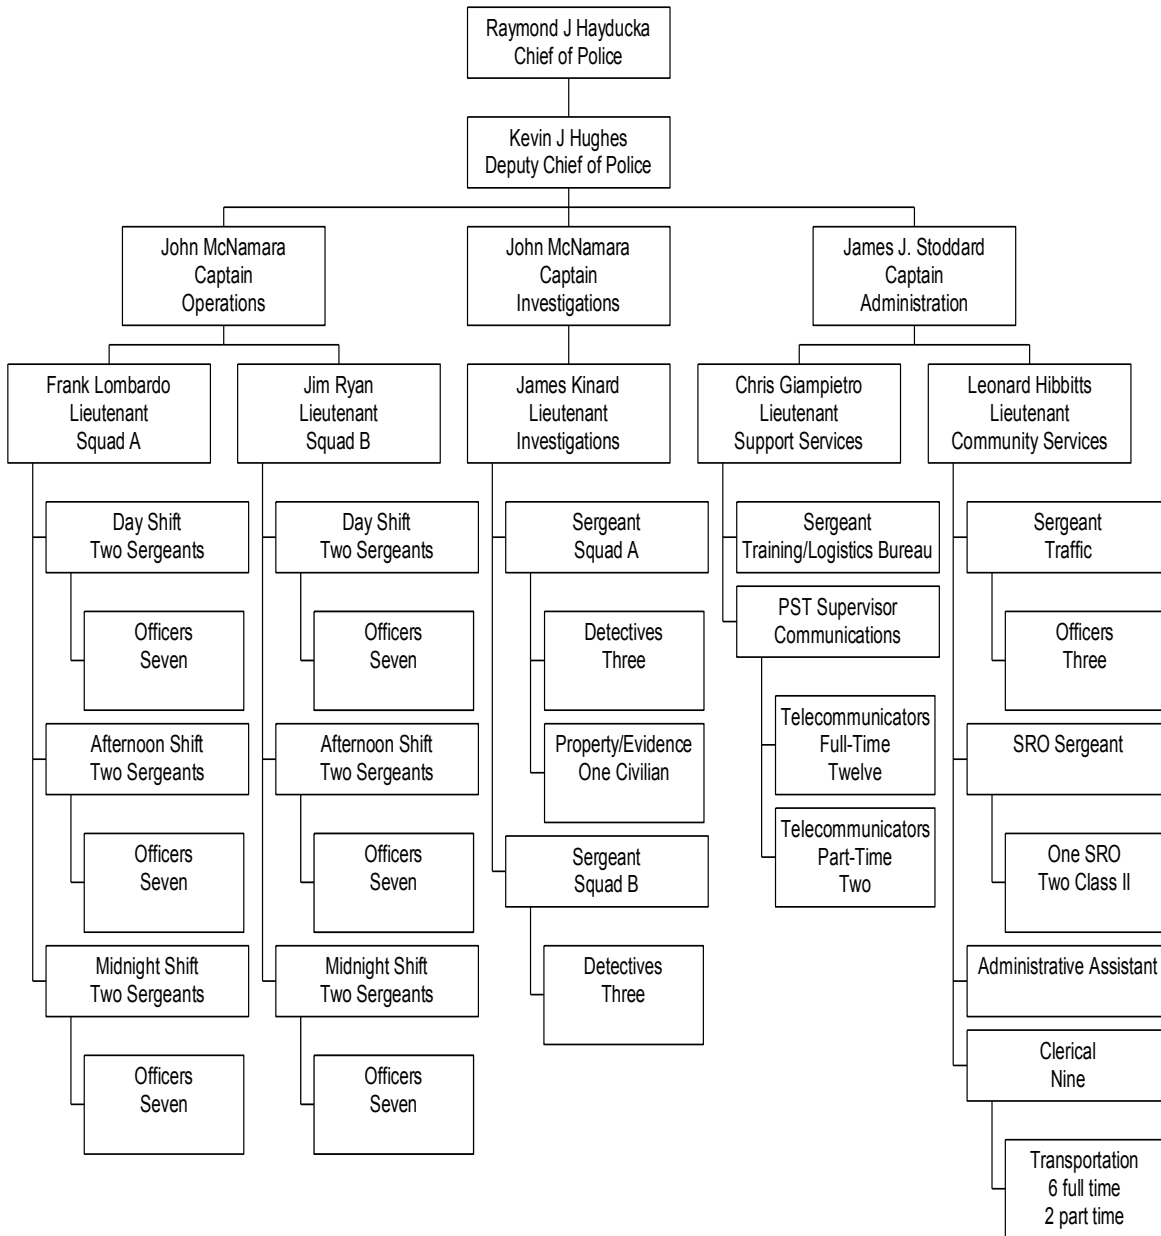 Raymond J Hayducka
Chief of Police
Kevin J Hughes
Deputy Chief of Police
John McNamara
Captain
Operations
John McNamara
Captain
Investigations
James J. Stoddard
Captain
Administration
Frank Lombardo
Lieutenant
Squad A
Jim Ryan
Lieutenant
Squad B
James Kinard
Lieutenant
Investigations
Chris Giampietro
Lieutenant
Support Services
Leonard Hibbitts
Lieutenant
Community Services
Day Shift
Two Sergeants
Officers
Seven
Afternoon Shift
Two Sergeants
Officers
Seven
Midnight Shift
Two Sergeants
Officers
Seven
Day Shift
Two Sergeants
Officers
Seven
Afternoon Shift
Two Sergeants
Officers
Seven
Midnight Shift
Two Sergeants
Officers
Seven
Sergeant
Squad A
Detectives
Three
Property/Evidence
One Civilian
Sergeant
Squad B
Detectives
Three
Sergeant
Training/Logistics Bureau
PST Supervisor
Communications
Telecommunicators
Full-Time
Twelve
Telecommunicators
Part-Time
Two
Sergeant
Traffic
Officers
Three
SRO Sergeant
One SRO
Two Class II
Administrative Assistant
Clerical
Nine
Transportation
6 full time
2 part time